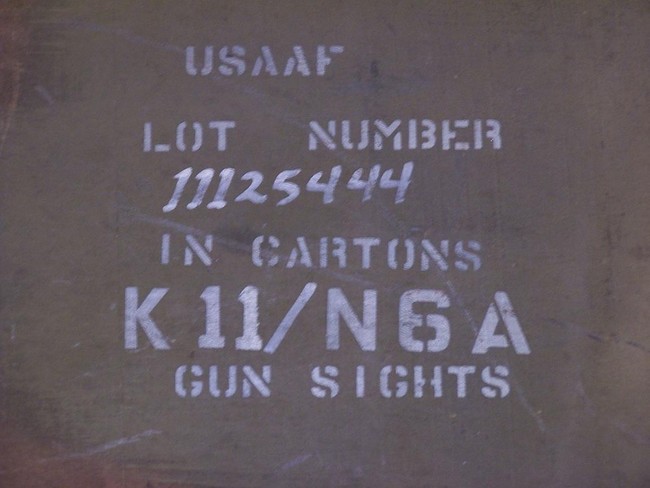 USAAF
LOT NUMBER
11125444
IN CARTONS
K11/N6A
GUN SIGHTS